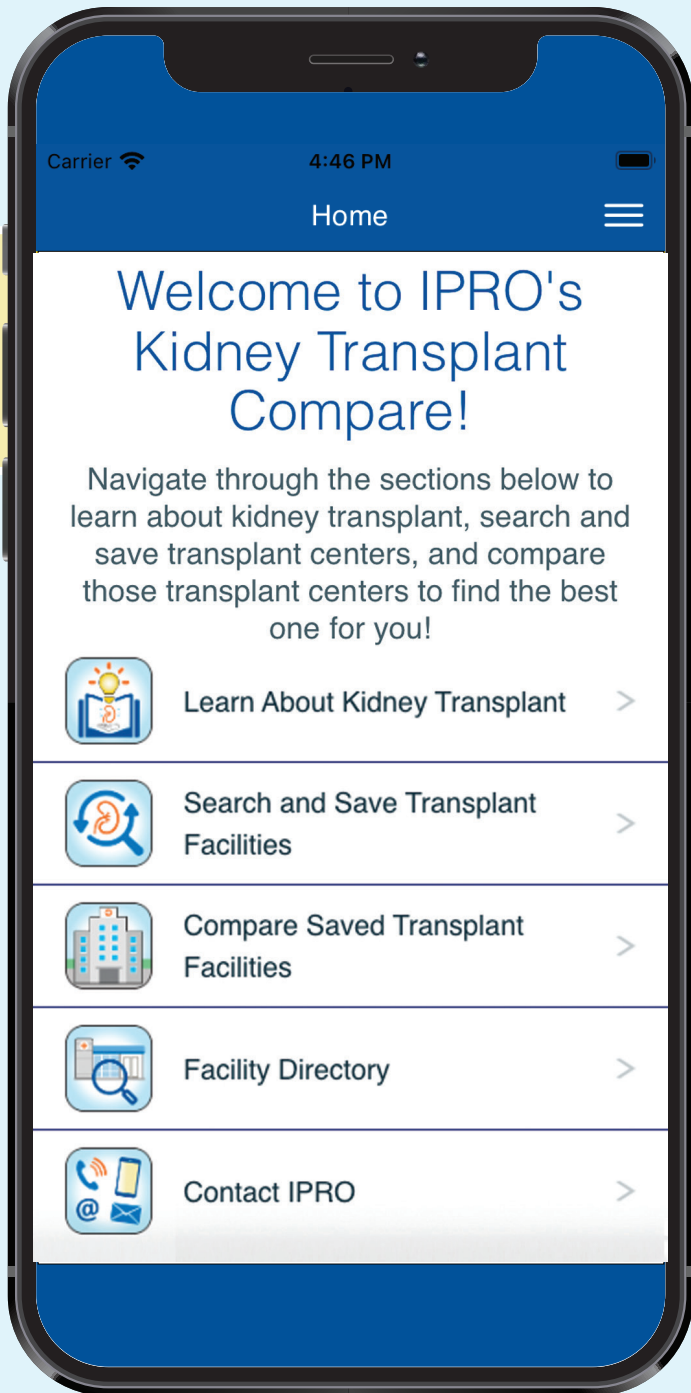 Carrier
4:46 PM
Home
Welcome to IPRO's
Kidney Transplant
Compare!
Navigate through the sections below to
learn about kidney transplant, search and
save transplant centers, and compare
those transplant centers to find the best
one for you!
Learn About Kidney Transplant
Search and Save Transplant
Facilities
Compare Saved Transplant
Facilities
Facility Directory
@
Contact IPRO